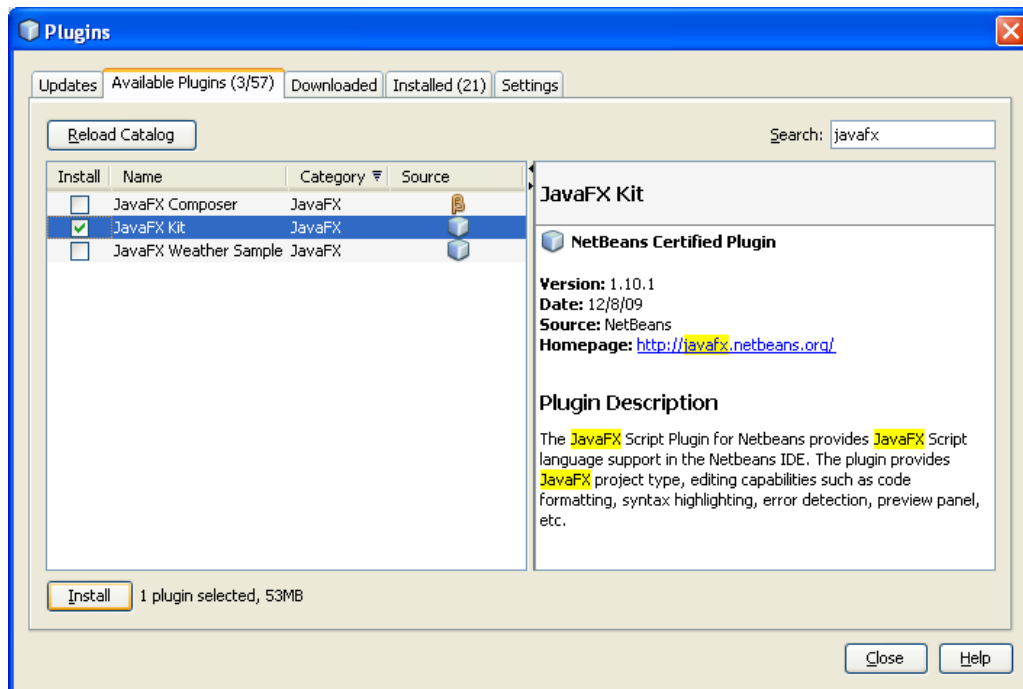 Plugins
Updates Available Plugins (3/57) Downloaded Installed (21) Settings
Reload Catalog Search: javafx
Install Name Category Source
JavaFX Composer JavaFX β
JavaFX Kit JavaFX
JavaFX Weather Sample JavaFX
JavaFX Kit
NetBeans Certified Plugin
Version: 1.10.1
Date: 12/8/09
Source: NetBeans
Homepage: http://javafx.netbeans.org/
Plugin Description
The JavaFX Script Plugin for Netbeans provides JavaFX Script
language support in the Netbeans IDE. The plugin provides
JavaFX project type, editing capabilities such as code
formatting, syntax highlighting, error detection, preview panel,
etc.
Install 1 plugin selected, 53MB
Close Help